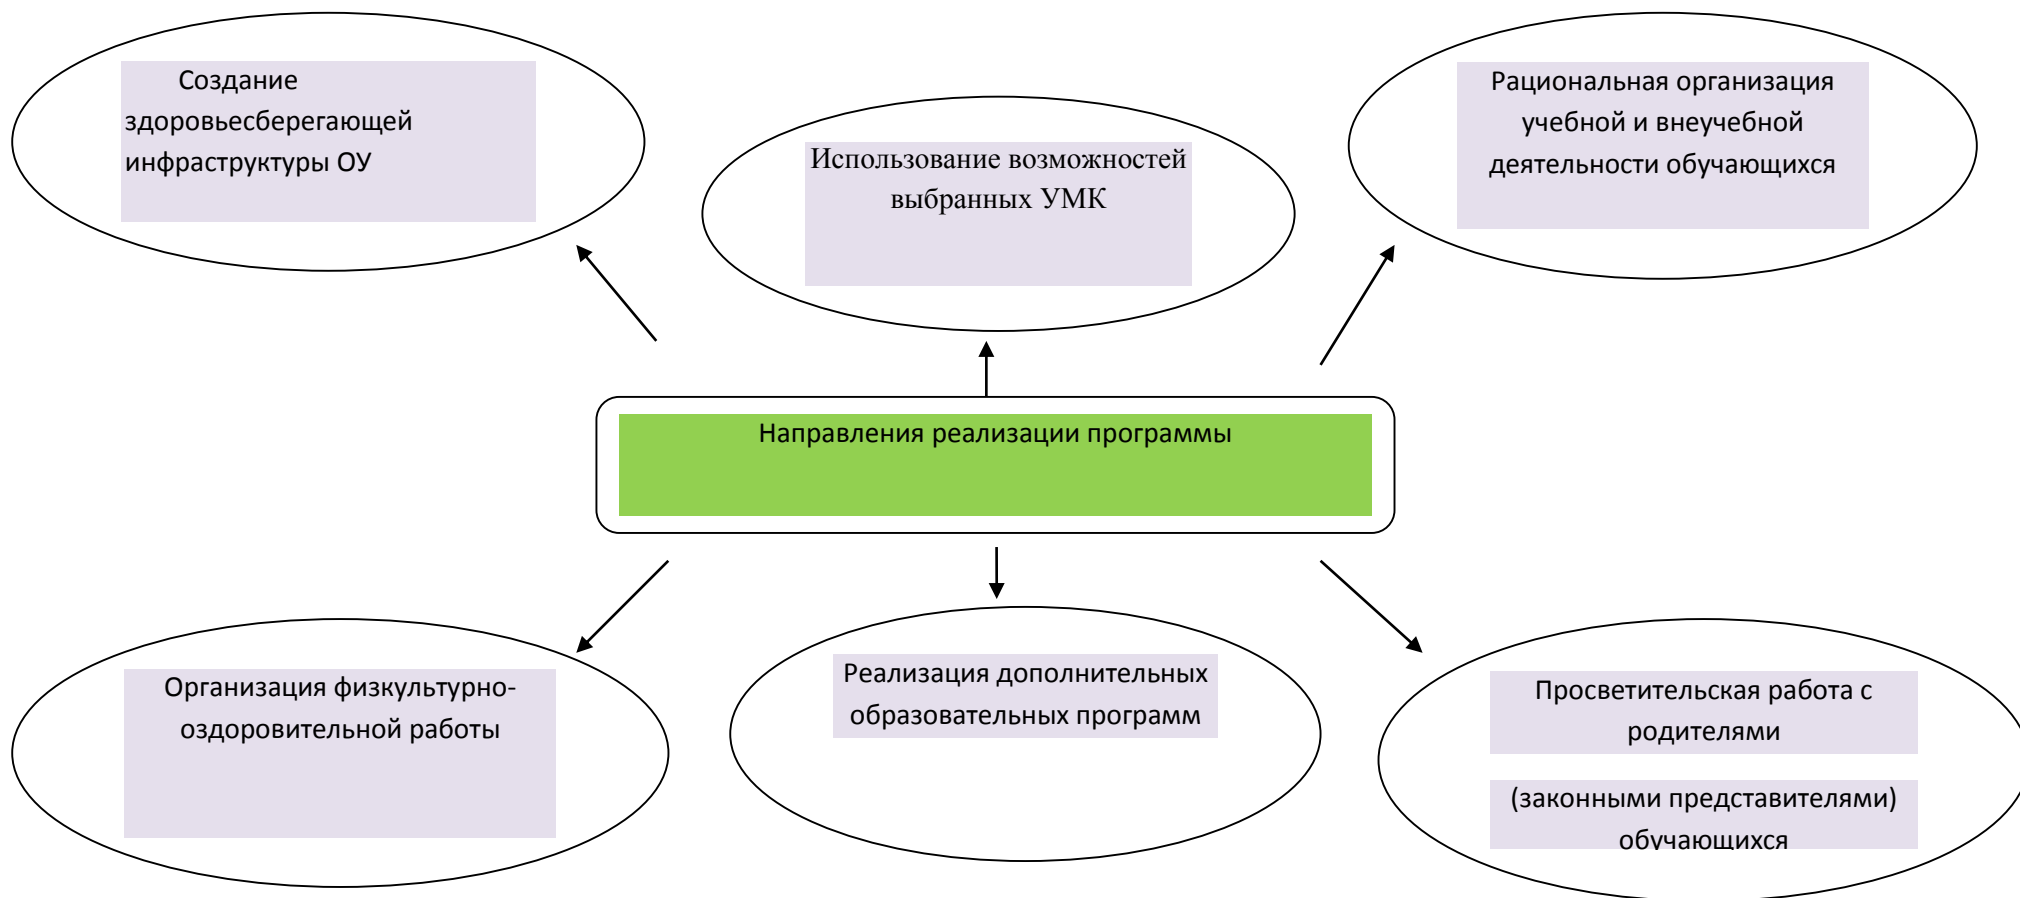 Создание
здоровьесберегающей
инфраструктуры ОУ
Использование возможностей
выбранных УМК
Рациональная организация
учебной и внеучебной
деятельности обучающихся
Направления реализации программы
Организация физкультурно-
оздоровительной работы
Реализация дополнительных
образовательных программ
Просветительская работа с
родителями
(законными представителями)
обучающихся